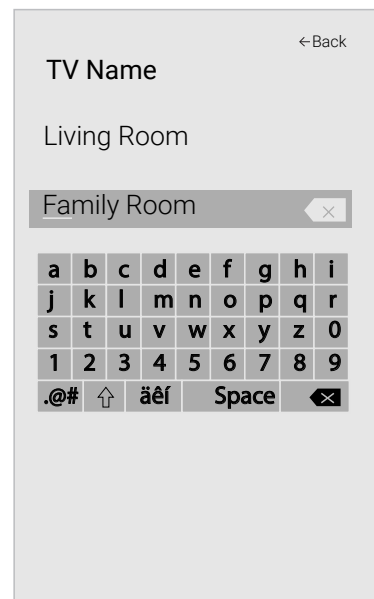 ←Back
TV Name
Living Room
Family Room
a b c d e f g h i
j k l m n o p q r
s t u v w x y z 0
1 2 3 4 5 6 7 8 9
.@# äêí Space